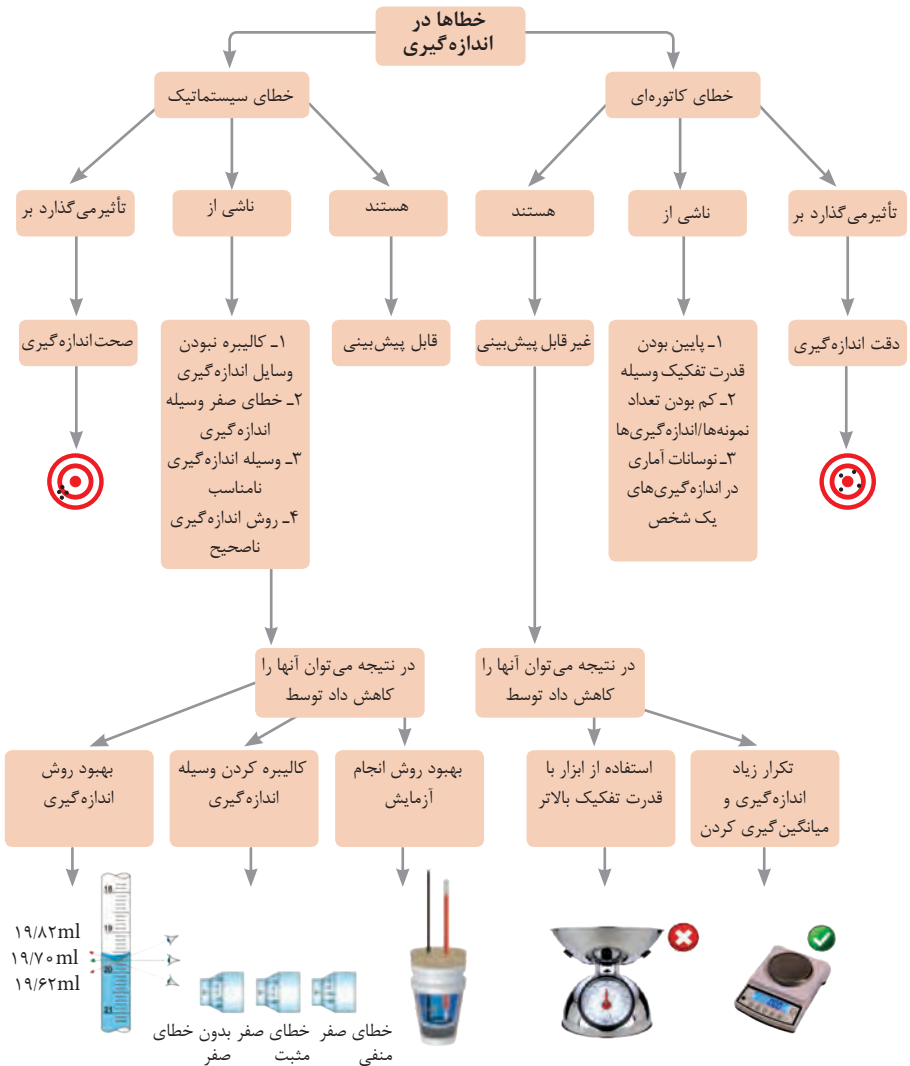 خطاها در
اندازه‌گیری
خطای کاتوره‌ای
خطای سیستماتیک
تأثیرمی‌گذارد بر
ناشی از
هستند
هستند
ناشی از
تأثیرمی‌گذارد بر
دقت اندازه‌گیری
۱ـ پایین بودن
قدرت تفکیک وسیله
۲ـ کم بودن تعداد
نمونه‌ها/اندازه‌گیری‌ها
۳ـ نوسانات آماری
در اندازه‌گیری‌های
یک شخص
غیر قابل پیش‌بینی
قابل پیش‌بینی
۱ـ کالیبره نبودن
وسایل اندازه‌گیری
۲ـ خطای صفر وسیله
اندازه‌گیری
۳ـ وسیله اندازه‌گیری
نامناسب
۴ـ روش اندازه‌گیری
ناصحیح
صحت‌اندازه‌گیری
در نتیجه می‌توان آنها را
کاهش داد توسط
در نتیجه می‌توان آنها را
کاهش داد توسط
تکرار زیاد
اندازه‌گیری و
میانگین‌گیری کردن
استفاده از ابزار با
قدرت تفکیک بالاتر
بهبود روش انجام
آزمایش
کالیبره کردن وسیله
اندازه‌گیری
بهبود روش
اندازه‌گیری
18
19
20
21
۱۹/۸۲ml
۱۹/۷۰ml
۱۹/۶۲ml
خطای صفر
منفی
خطای صفر
مثبت
بدون خطای
صفر